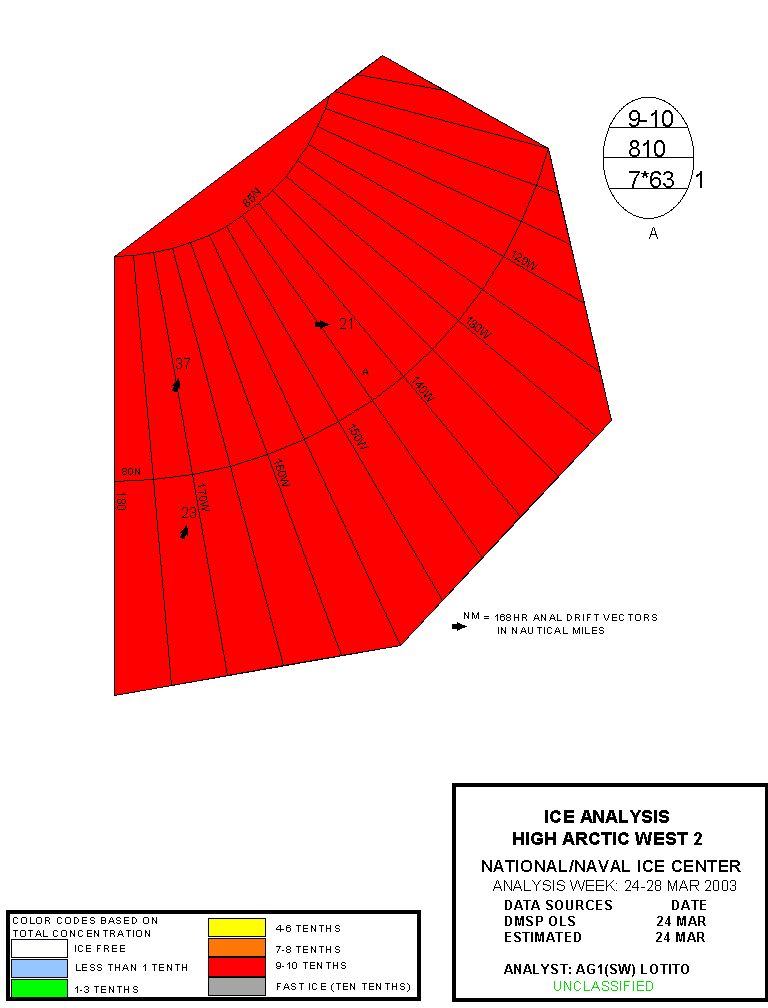 9-10
810
7*63 1
A
85N
120W
21
130W
37
A
140W
150W
80N
160W
180
170W
23
NM = 168HR ANAL DRIFT VECTORS
IN NAUTICAL MILES
ICE ANALYSIS
HIGH ARCTIC WEST 2
NATIONAL/NAVAL ICE CENTER
ANALYSIS WEEK: 24-28 MAR 2003
DATA SOURCES DATE
DMSP OLS 24 MAR
ESTIMATED 24 MAR
ANALYST: AG1(SW) LOTITO
UNCLASSIFIED
COLOR CODES BASED ON
TOTAL CONCENTRATION
ICE FREE
LESS THAN 1 TENTH
1-3 TENTHS
4-6 TENTHS
7-8 TENTHS
9-10 TENTHS
FAST ICE (TEN TENTHS)